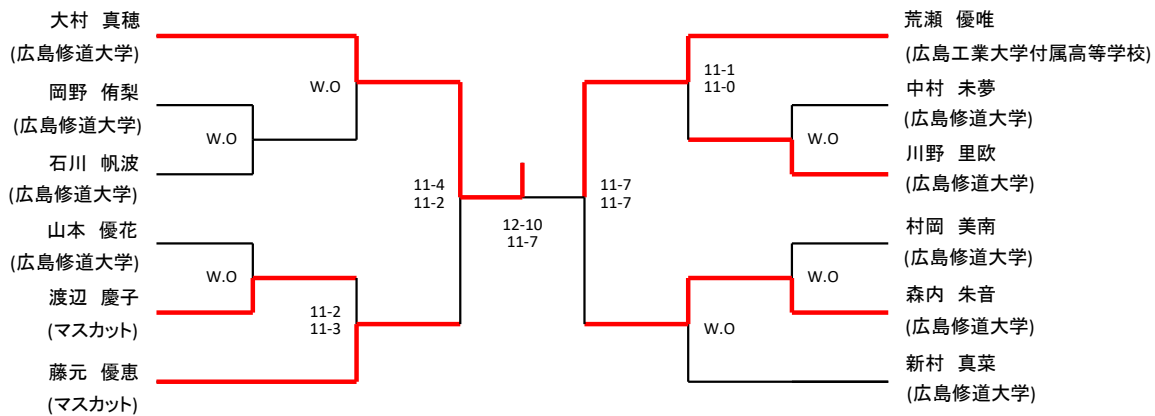 大村 真穂
(広島修道大学)
岡野 侑梨
(広島修道大学)
石川 帆波
(広島修道大学)
山本 優花
(広島修道大学)
渡辺 慶子
(マスカット)
藤元 優恵
(マスカット)
W.O
W.O
W.O
11-2
11-3
11-4
11-2
12-10
11-7
11-7
11-7
11-1
11-0
W.O
W.O
W.O
荒瀬 優唯
(広島工業大学付属高等学校)
中村 未夢
(広島修道大学)
川野 里欧
(広島修道大学)
村岡 美南
(広島修道大学)
森内 朱音
(広島修道大学)
新村 真菜
(広島修道大学)